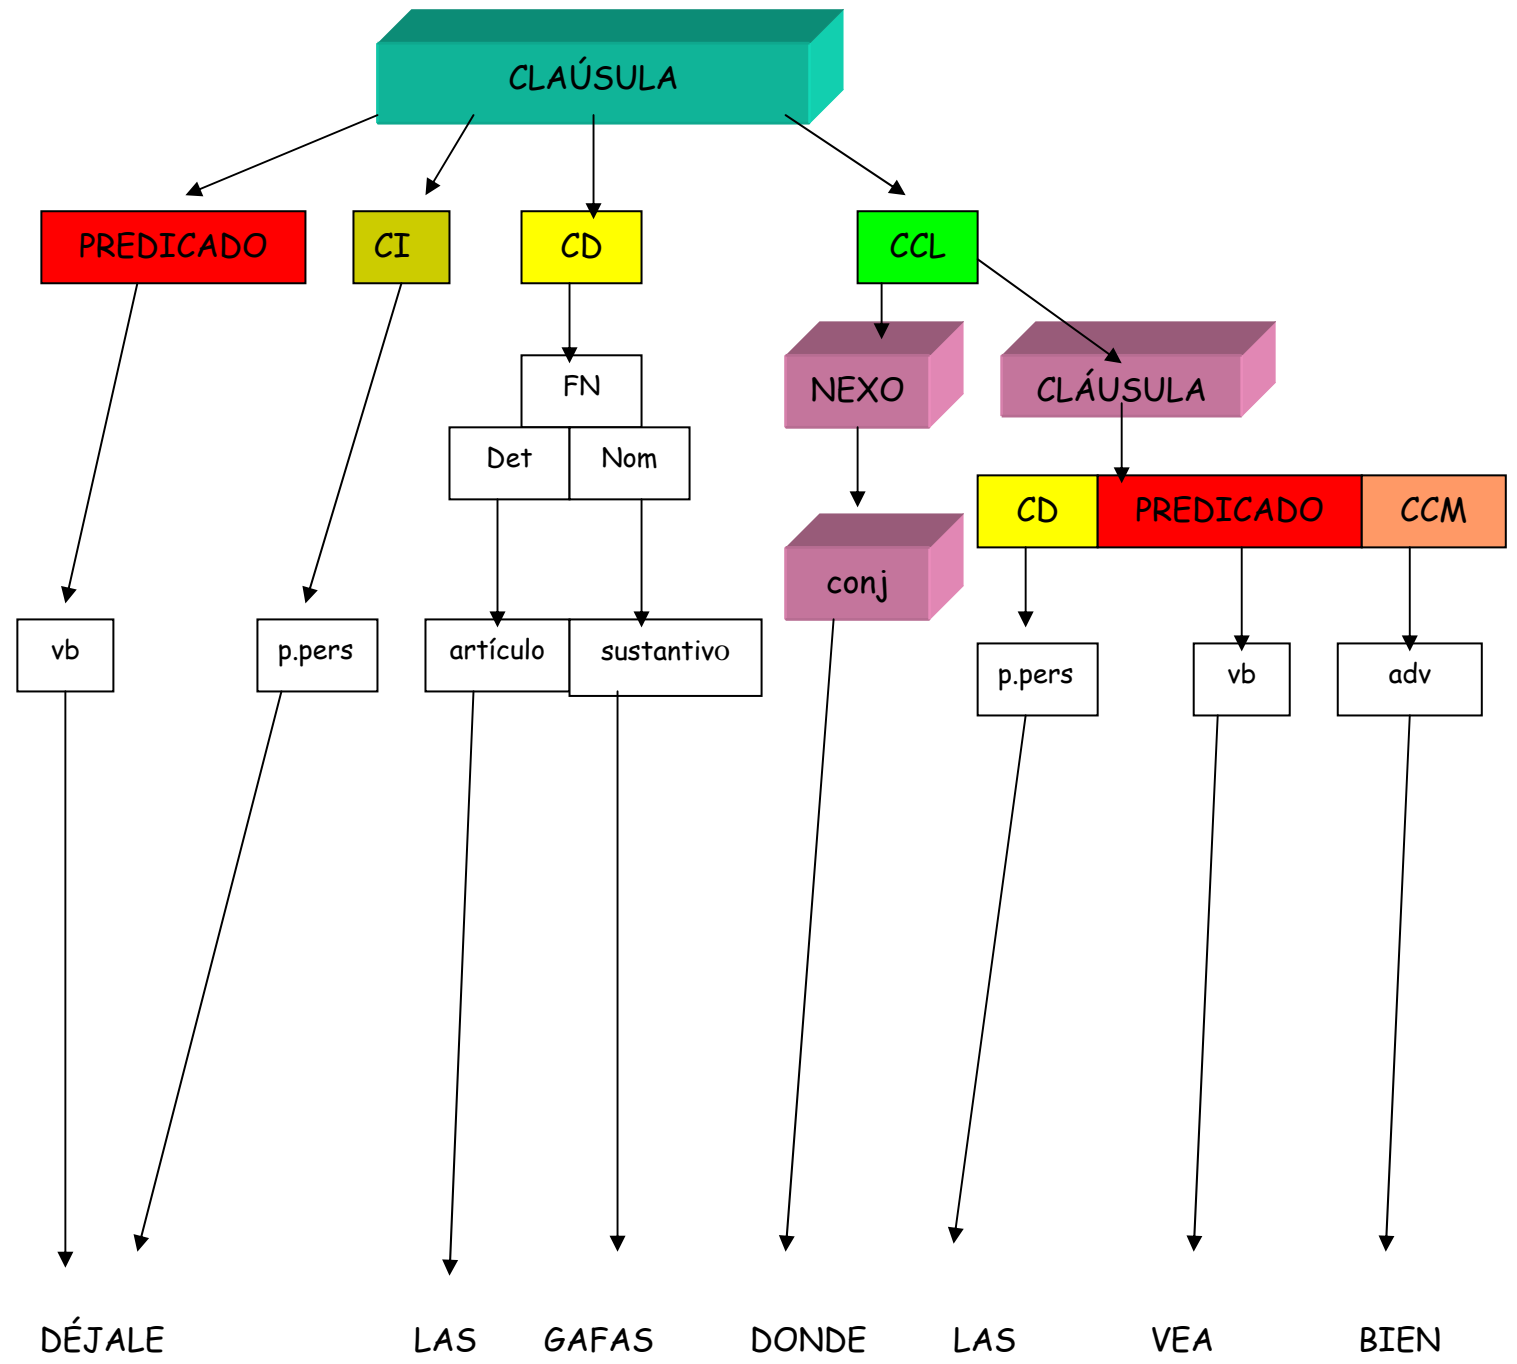 CLAÚSULA
PREDICADO CI CD CCL
FN
NEXO CLÁUSULA
Det Nom
CD PREDICADO CCM
conj
vb p.pers artículo sustantivo
p.pers vb adv
DÉJALE LAS GAFAS DONDE LAS VEA BIEN